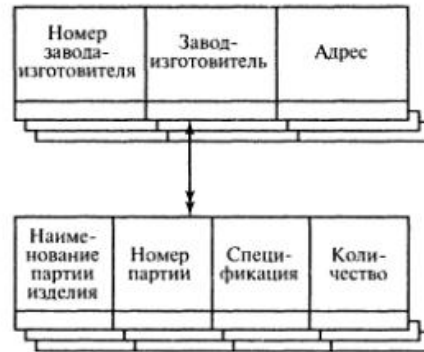 Номер
завода-
изготовителя
Завод-
изготовитель
Адрес
Наиме-
нование
партии
изделия
Номер
партии
Специ-
фикация
Коли-
чество